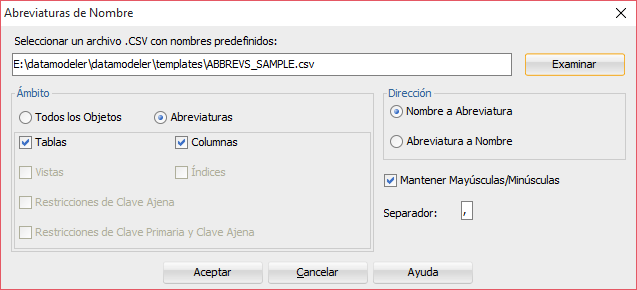 Abreviaturas de Nombre
Seleccionar un archivo .CSV con nombres predefinidos:
E:\datamodeler\datamodeler\templates\ABBREVS_SAMPLE.csv Examinar
Ámbito
Todos los Objetos Abreviaturas
Tablas Columnas
Vistas Índices
Restricciones de Clave Ajena
Restricciones de Clave Primaria y Clave Ajena
Dirección
Nombre a Abreviatura
Abreviatura a Nombre
Mantener Mayúsculas/Minúsculas
Separador: ,
Aceptar Cancelar Ayuda